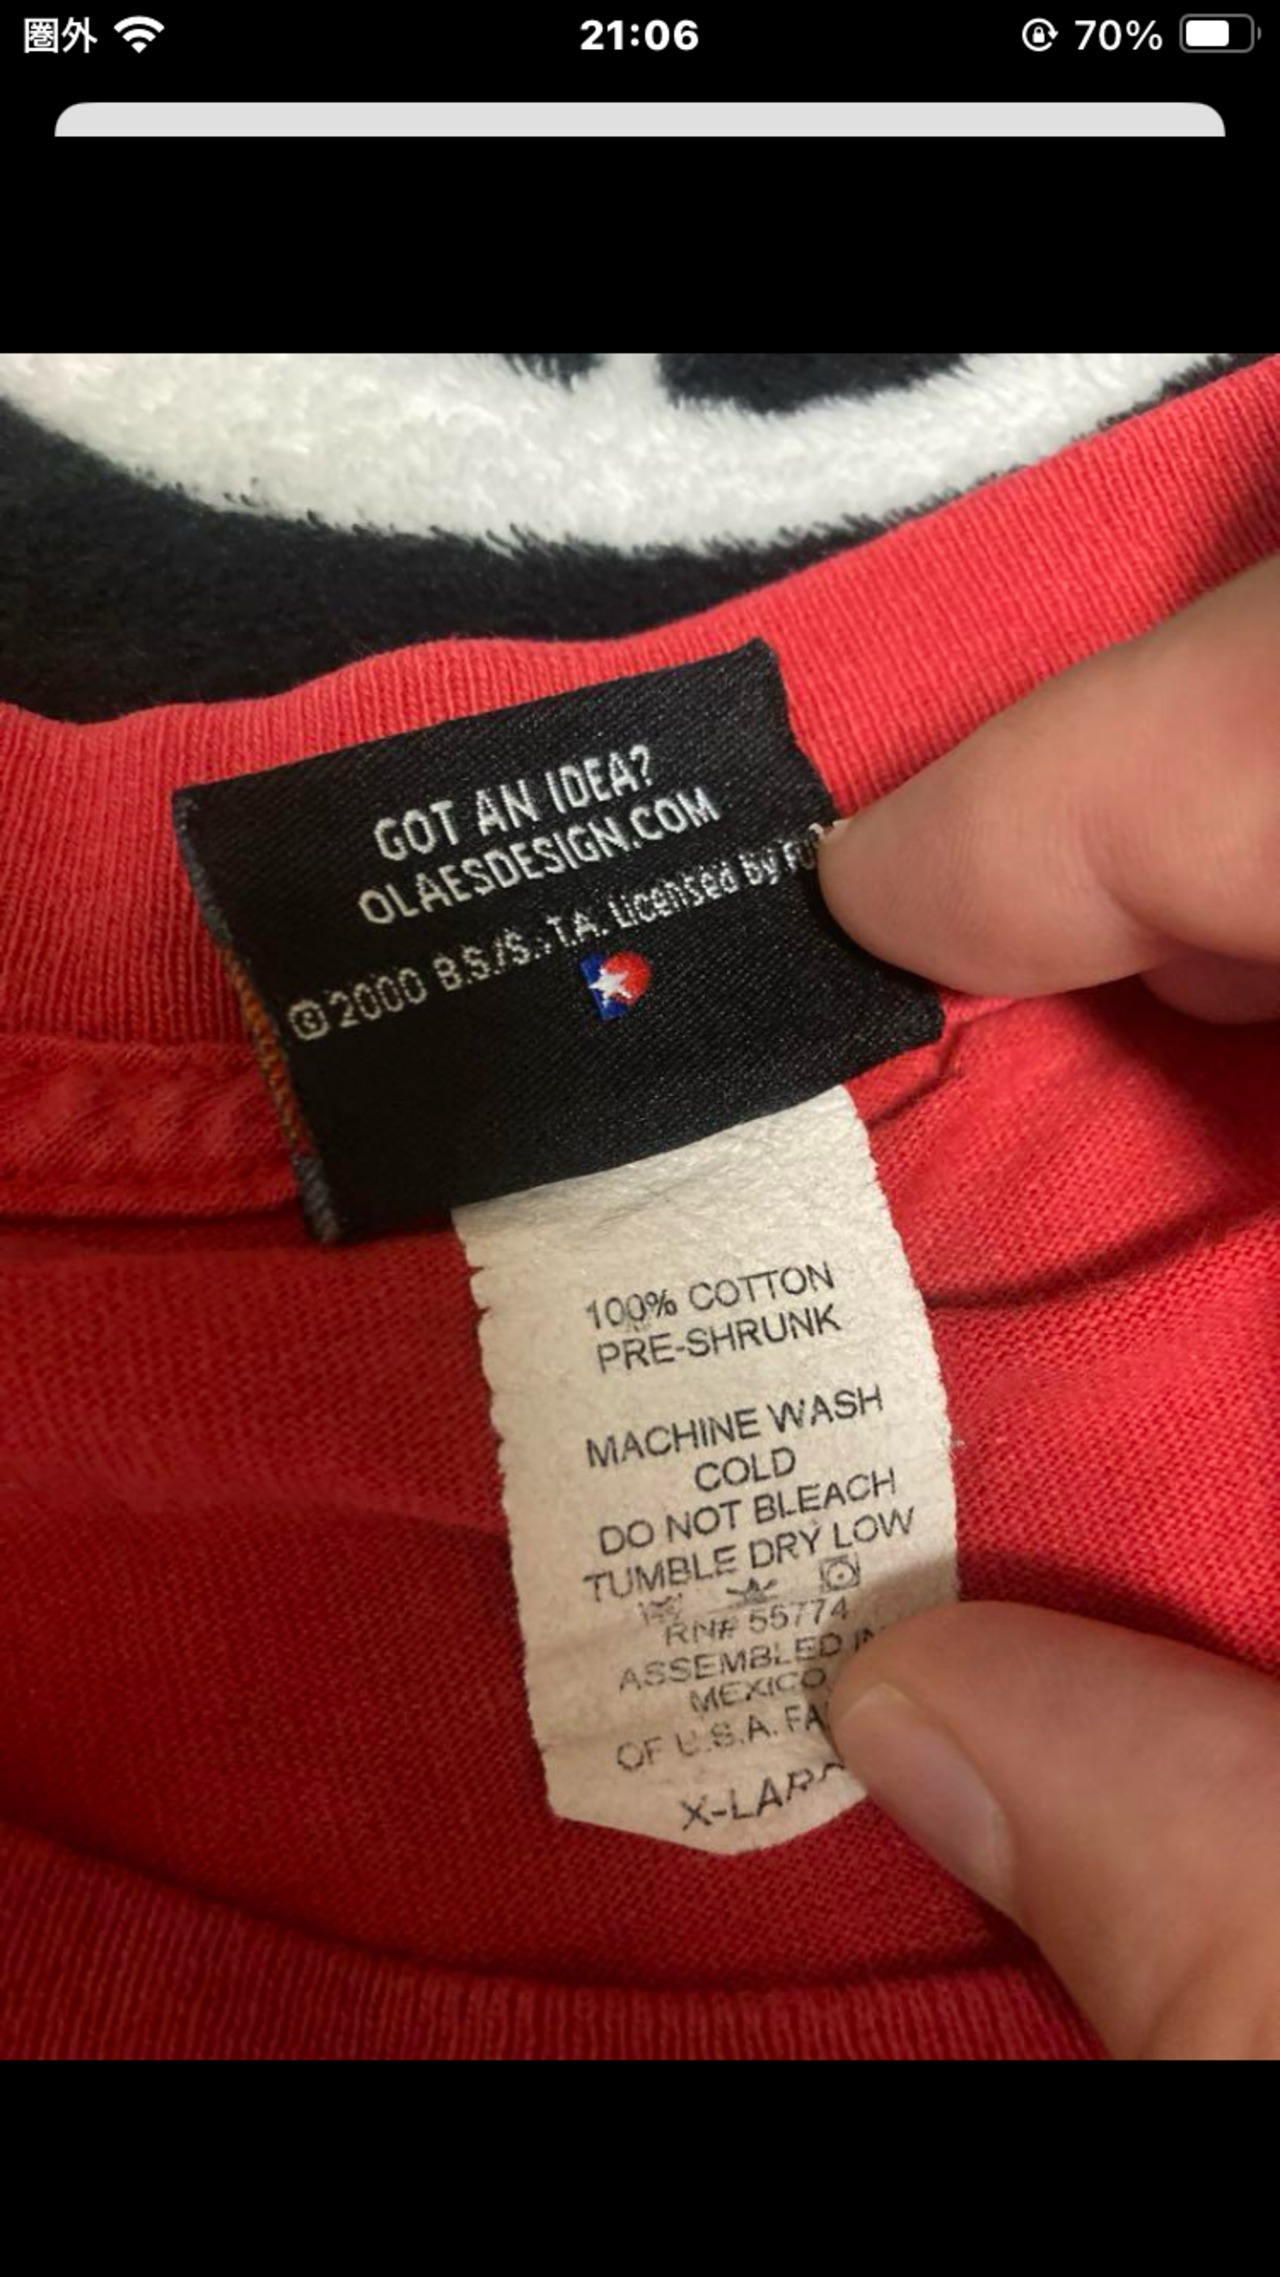 圏外
21:06
70%
GOT AN IDEA?
OLAESDESIGN.COM
©2000 B.S./S.,T.A. Licensed by
100% COTTON
PRE-SHRUNK
MACHINE WASH
COLD
DO NOT BLEACH
TUMBLE DRY LOW
RN# 55774
ASSEMBLED IN
MEXICO
OF U.S.A.